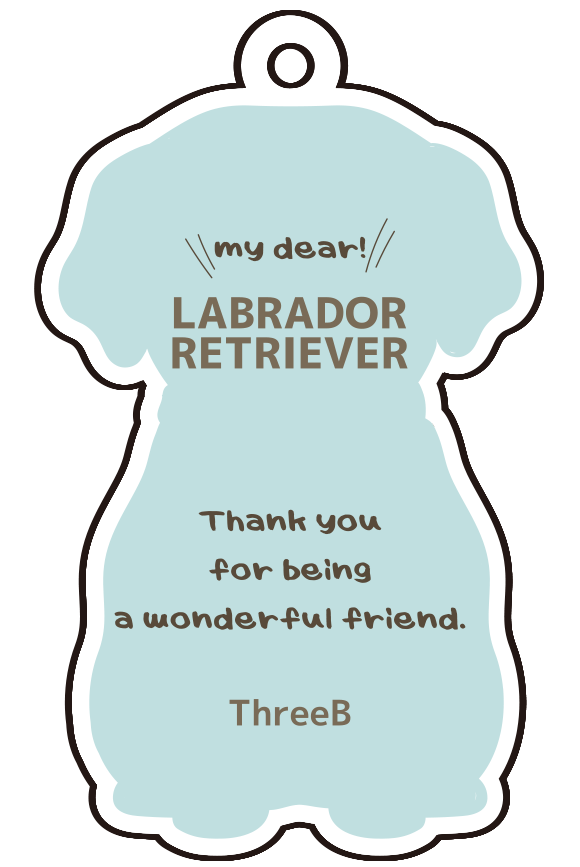 my dear!
LABRADOR
RETRIEVER
Thank you
for being
a wonderful friend.
ThreeB